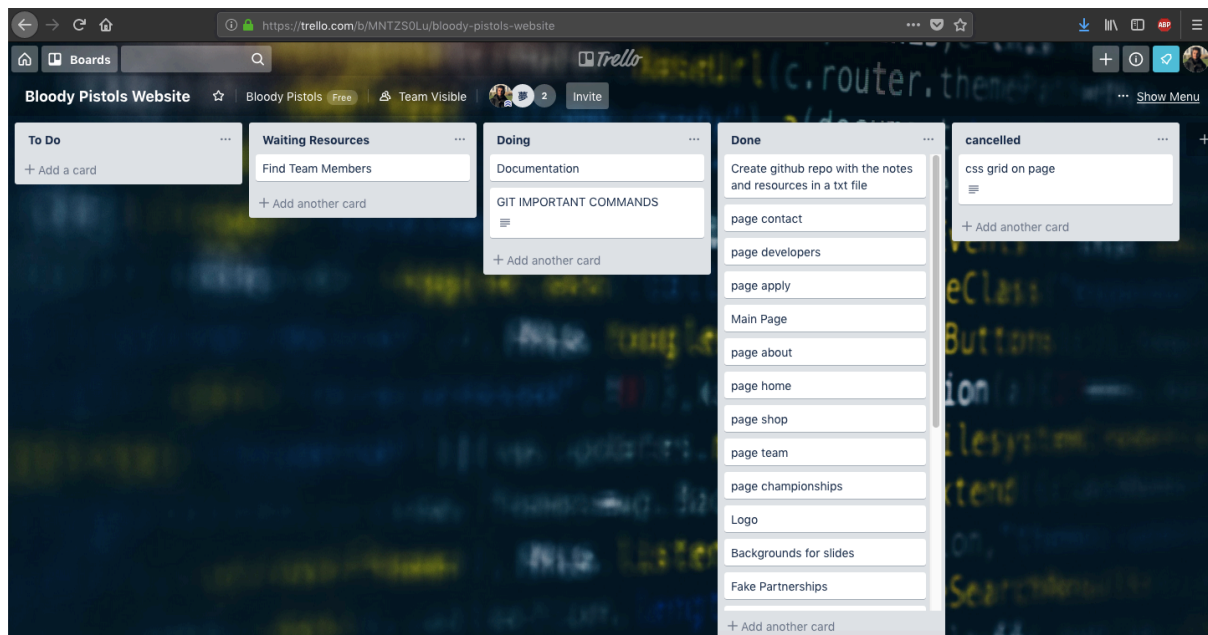 https://trello.com/b/MNTZS0Lu/bloody-pistols-website
ABP
Boards
Trello
Bloody Pistols Website
Bloody Pistols Free
Team Visible
夢
2
Invite
... Show Menu
To Do
+ Add a card
Waiting Resources
Find Team Members
+ Add another card
Doing
Documentation
GIT IMPORTANT COMMANDS
+ Add another card
Done
Create github repo with the notes
and resources in a txt file
page contact
page developers
page apply
Main Page
page about
page home
page shop
page team
page championships
Logo
Backgrounds for slides
Fake Partnerships
+ Add another card
cancelled
css grid on page
+ Add another card
(c.router.